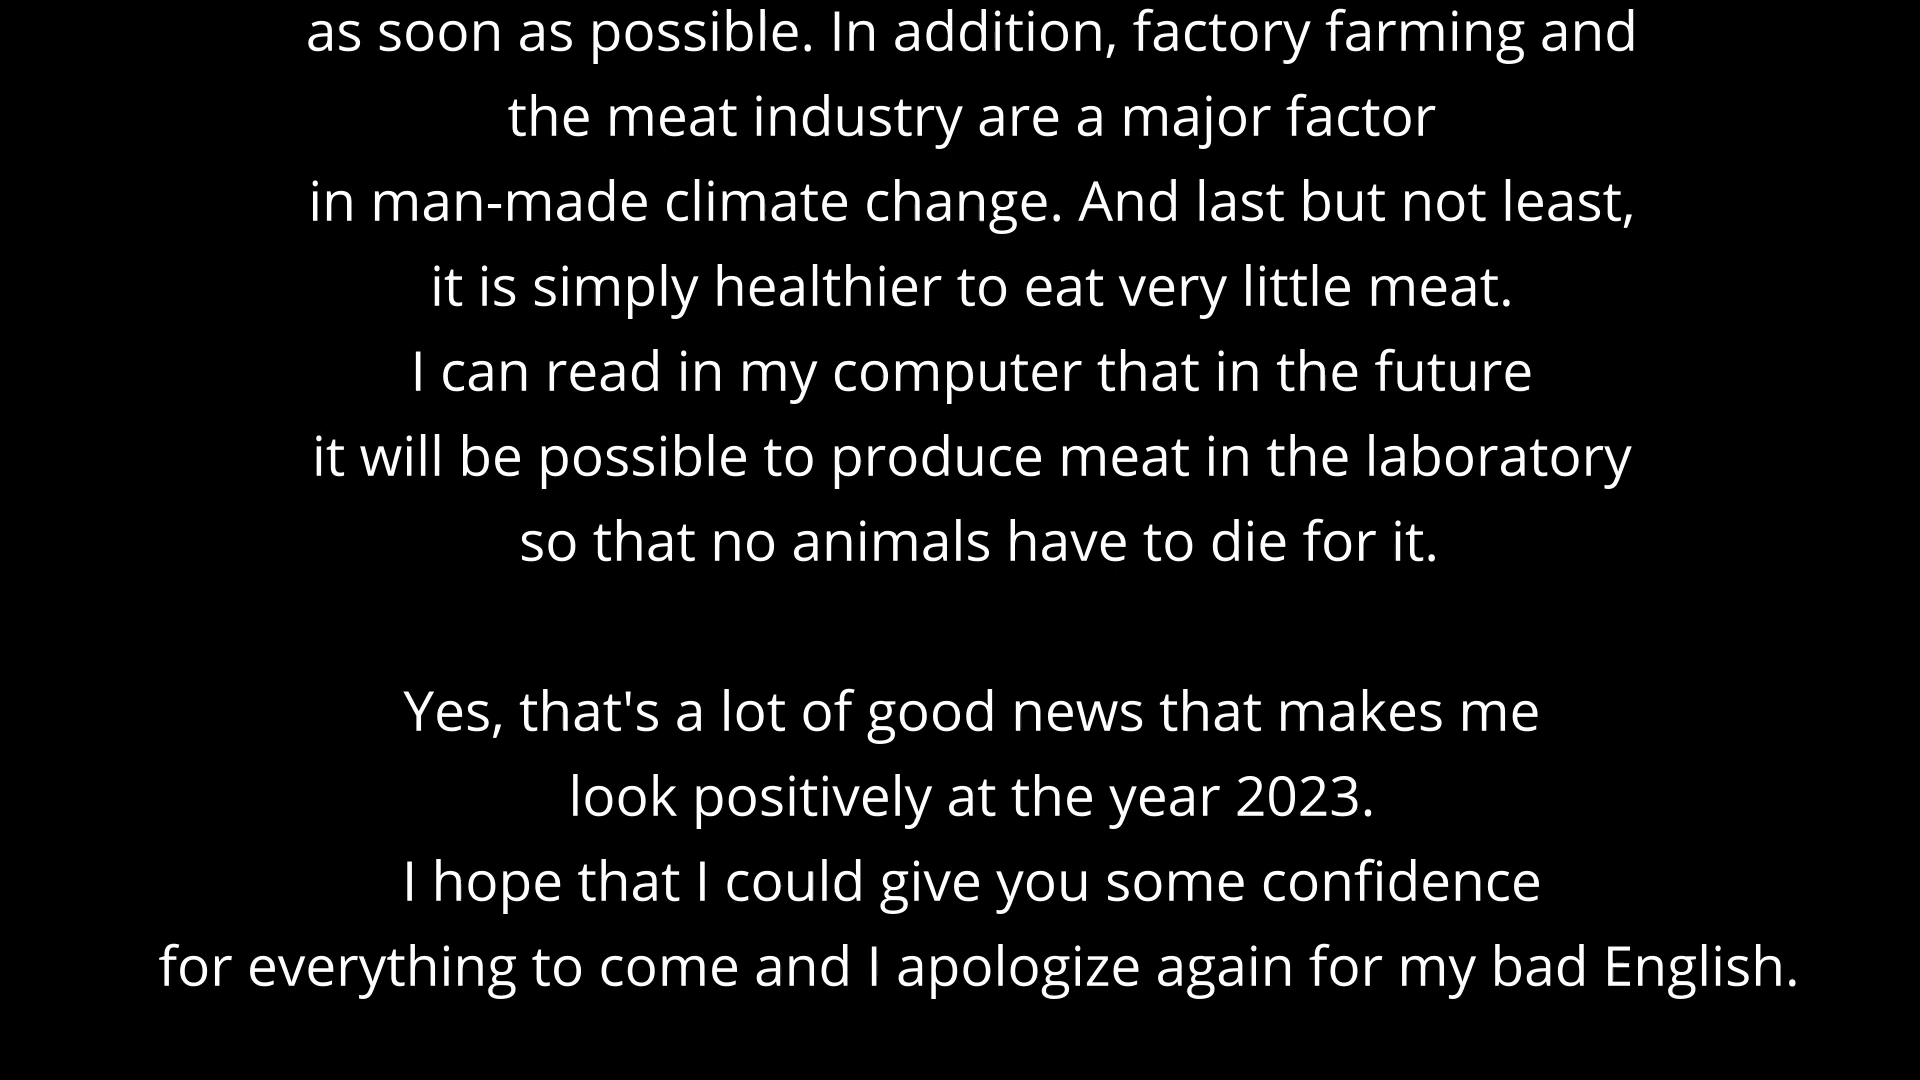 as soon as possible. In addition, factory farming and
the meat industry are a major factor
in man-made climate change. And last but not least,
it is simply healthier to eat very little meat.
I can read in my computer that in the future
it will be possible to produce meat in the laboratory
so that no animals have to die for it.
Yes, that's a lot of good news that makes me
look positively at the year 2023.
I hope that I could give you some confidence
for everything to come and I apologize again for my bad English.